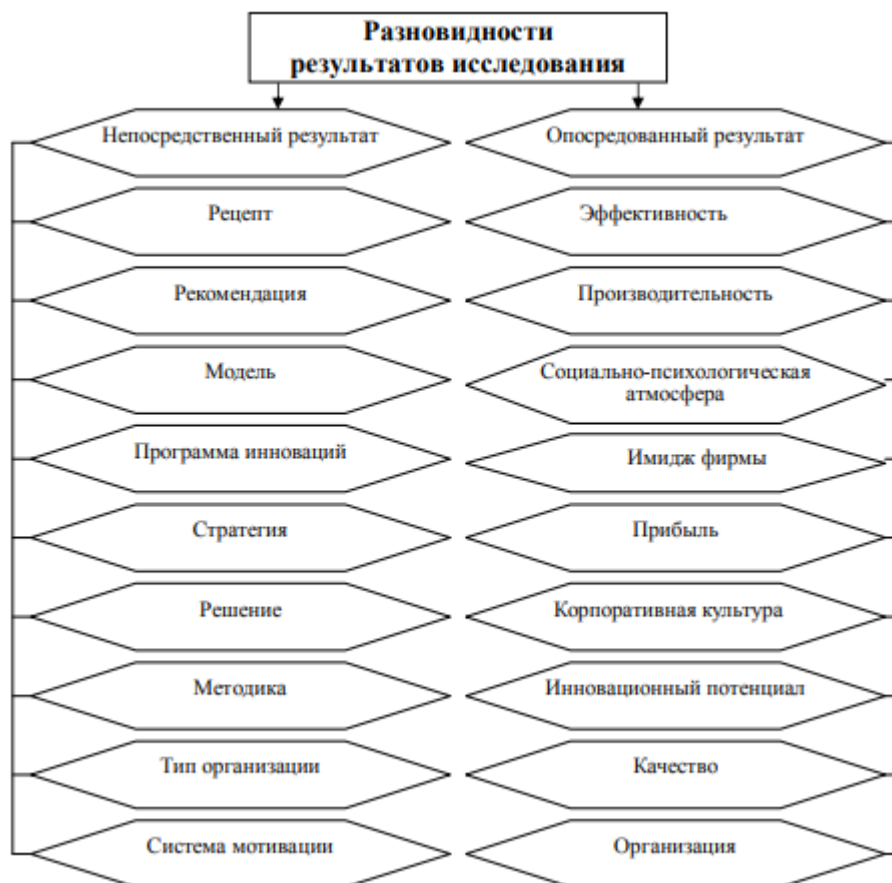 Разновидности
результатов исследования
Непосредственный результат
Опосредованный результат
Рецепт
Эффективность
Рекомендация
Производительность
Модель
Социально-психологическая
атмосфера
Программа инноваций
Имидж фирмы
Стратегия
Прибыль
Решение
Корпоративная культура
Методика
Инновационный потенциал
Тип организации
Качество
Система мотивации
Организация